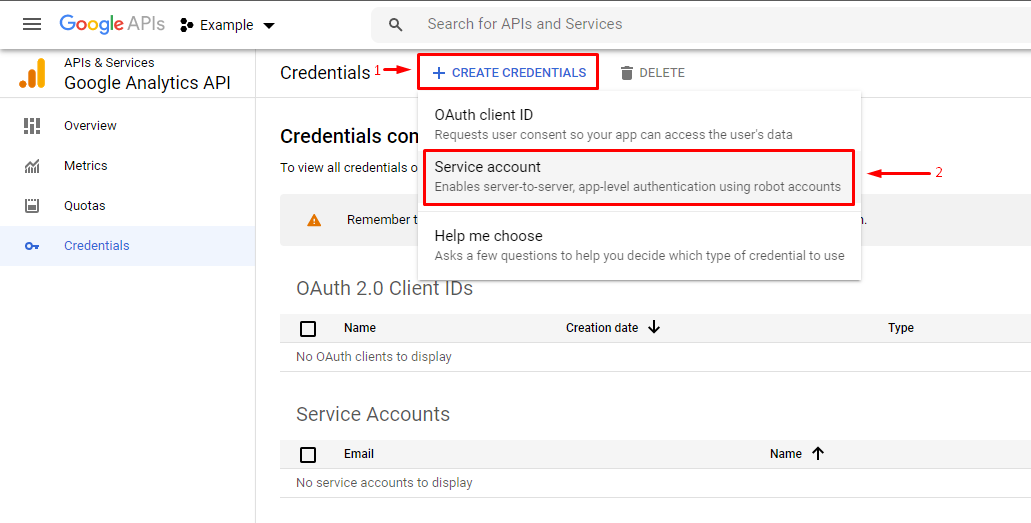 Google APIs
Example
Search for APIs and Services
APIs & Services
Google Analytics API
Overview
Metrics
Quotas
Credentials
Credentials
1
+ CREATE CREDENTIALS
DELETE
OAuth client ID
Requests user consent so your app can access the user's data
Service account
Enables server-to-server, app-level authentication using robot accounts
2
Help me choose
Asks a few questions to help you decide which type of credential to use
Credentials con
To view all credentials o
Remember t
n.
OAuth 2.0 Client IDs
Name Creation date Type
No OAuth clients to display
Service Accounts
Email Name
No service accounts to display